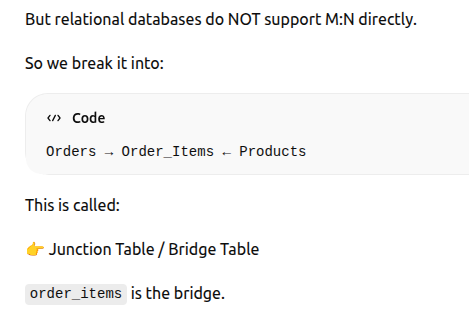 But relational databases do NOT support M:N directly.
So we break it into:
</> Code
Orders → Order_Items ← Products
This is called:
👉 Junction Table / Bridge Table
order_items is the bridge.